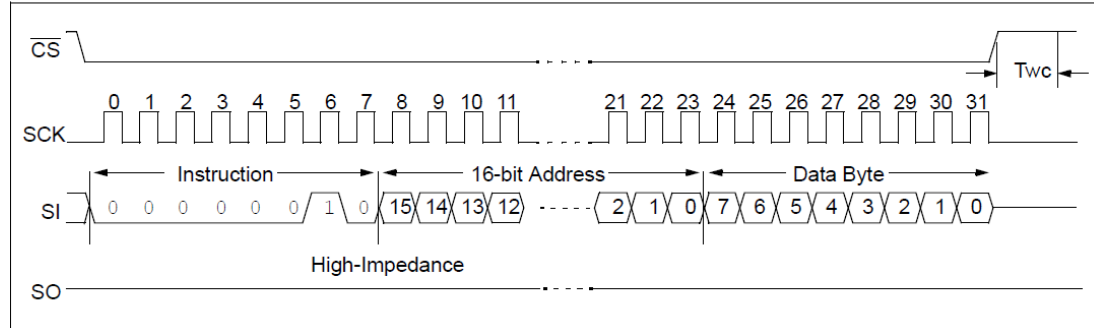 CS
Twc
0 1 2 3 4 5 6 7 8 9 10 11 21 22 23 24 25 26 27 28 29 30 31
SCK
Instruction 16-bit Address Data Byte
SI 0 0 0 0 0 0 1 0 15 14 13 12 2 1 0 7 6 5 4 3 2 1 0
High-Impedance
SO